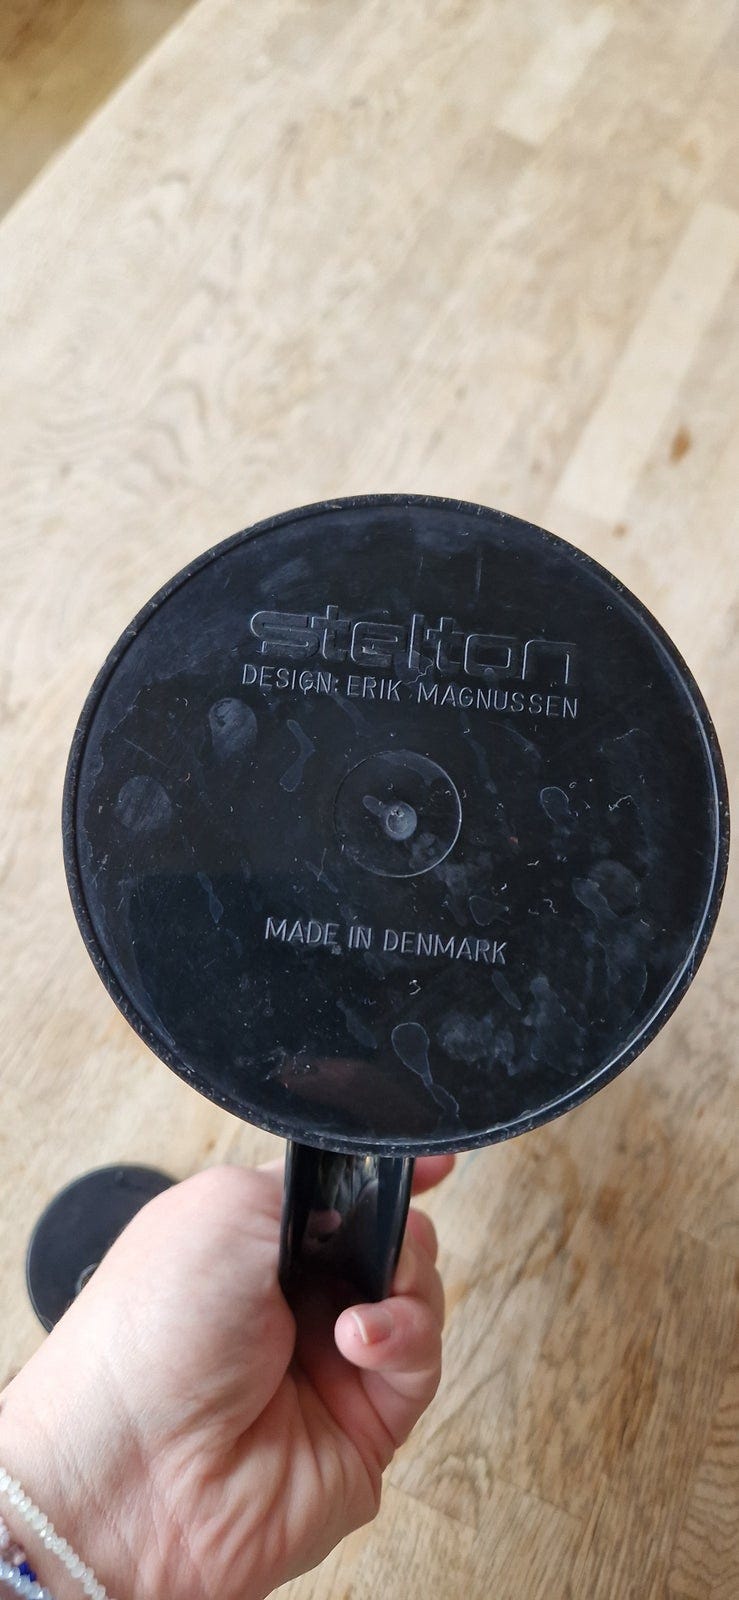 stelton
DESIGN: ERIK MAGNUSSEN
MADE IN DENMARK